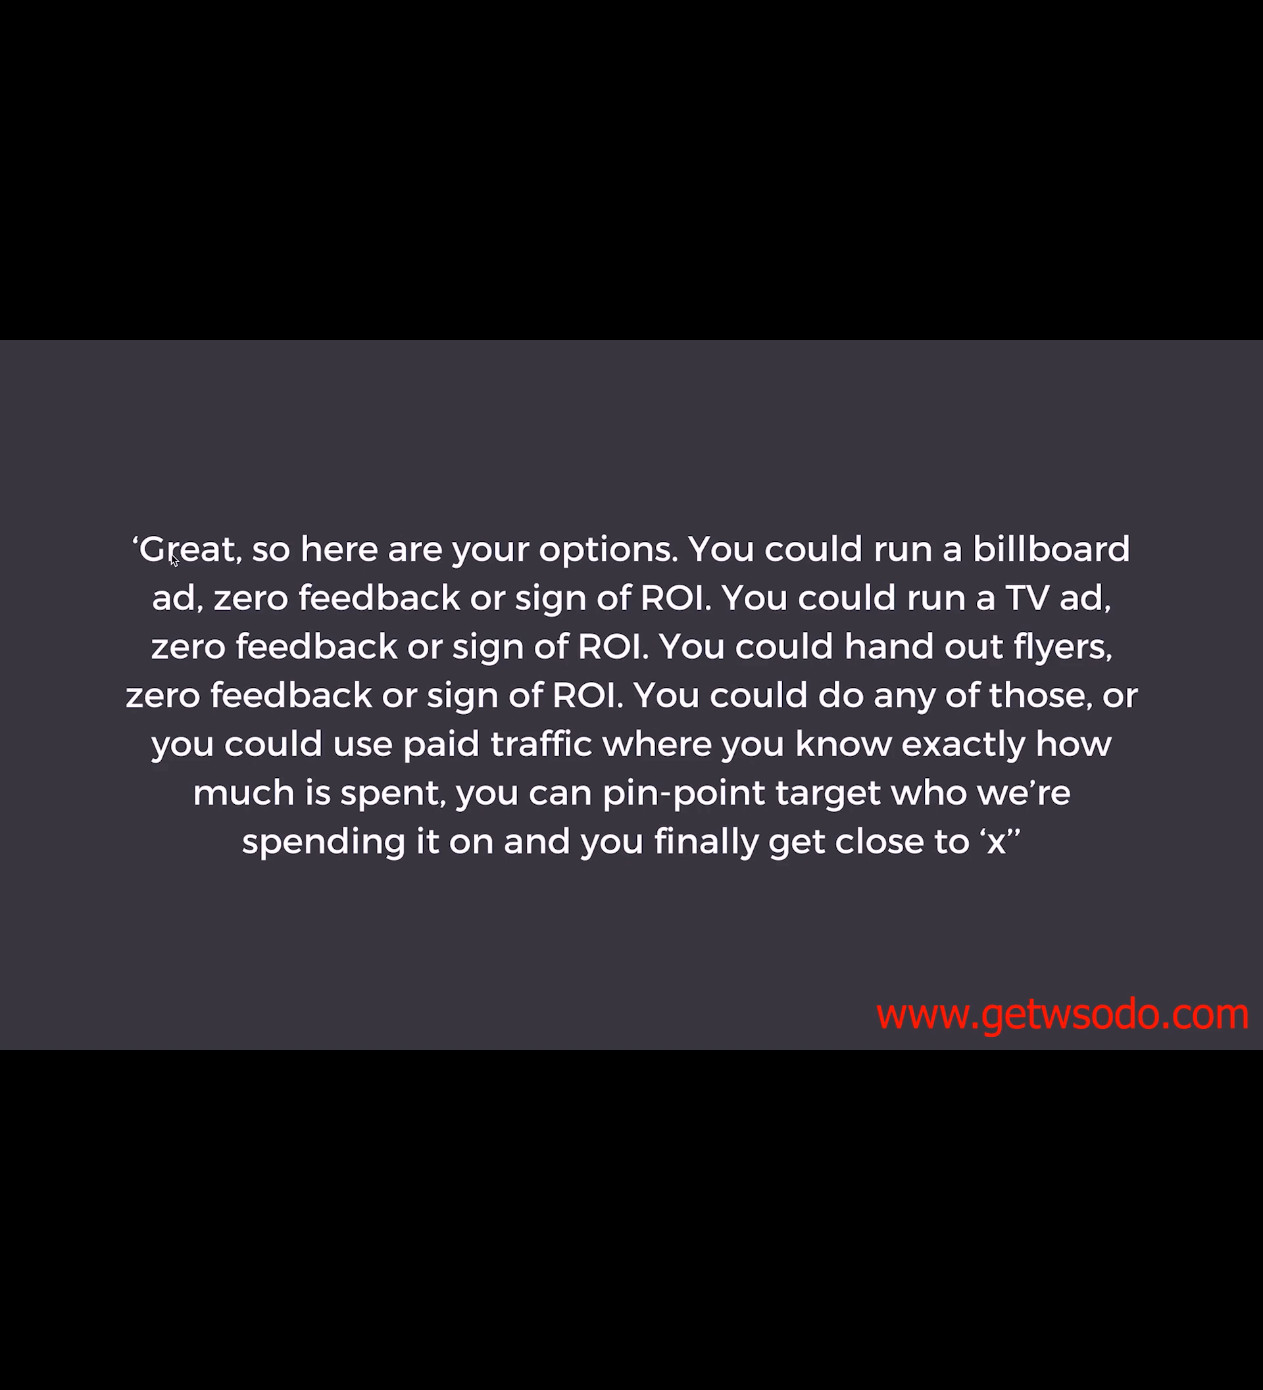 ‘Great, so here are your options. You could run a billboard
ad, zero feedback or sign of ROI. You could run a TV ad,
zero feedback or sign of ROI. You could hand out flyers,
zero feedback or sign of ROI. You could do any of those, or
you could use paid traffic where you know exactly how
much is spent, you can pin-point target who we’re
spending it on and you finally get close to ‘x’’
www.getwsodo.com